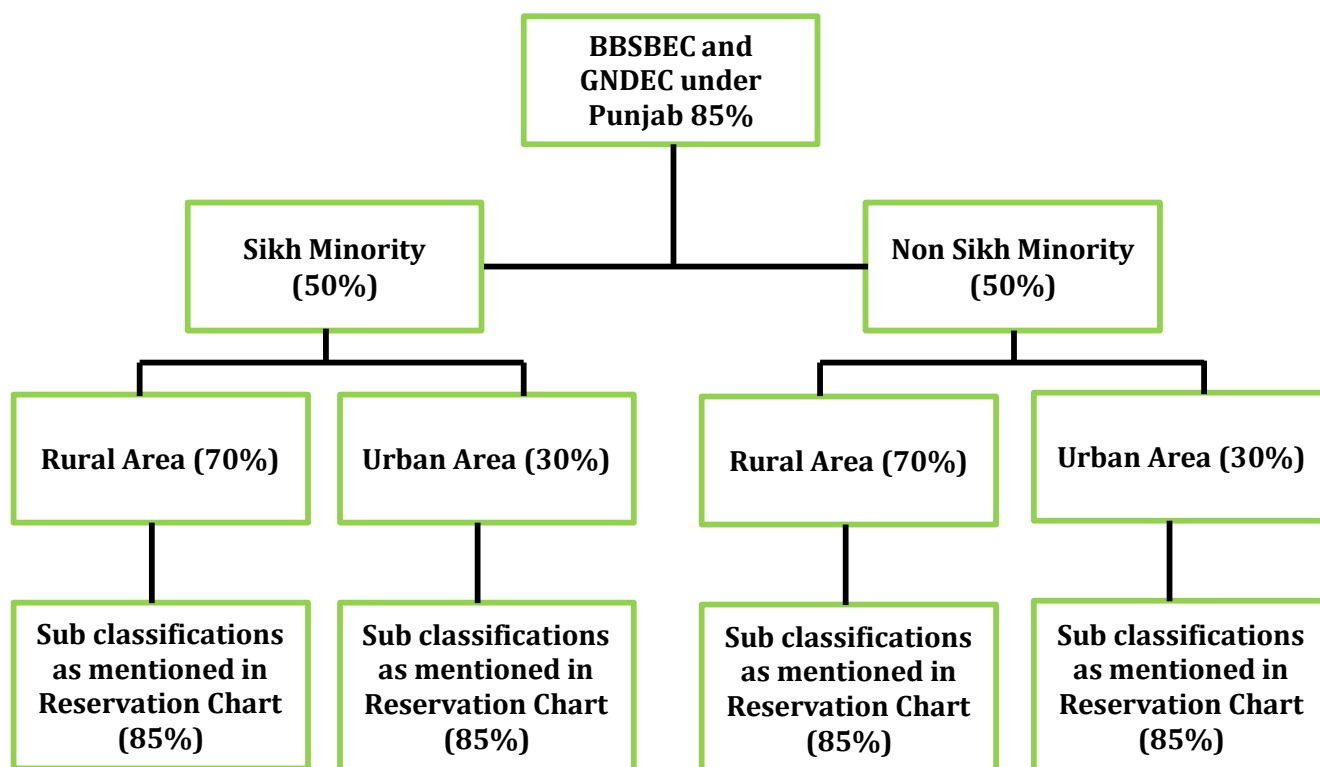 BBSBEC and
GNDEC under
Punjab 85%
Sikh Minority
(50%)
Non Sikh Minority
(50%)
Rural Area (70%)
Urban Area (30%)
Rural Area (70%)
Urban Area (30%)
Sub classifications
as mentioned in
Reservation Chart
(85%)
Sub classifications
as mentioned in
Reservation Chart
(85%)
Sub classifications
as mentioned in
Reservation Chart
(85%)
Sub classifications
as mentioned in
Reservation Chart
(85%)